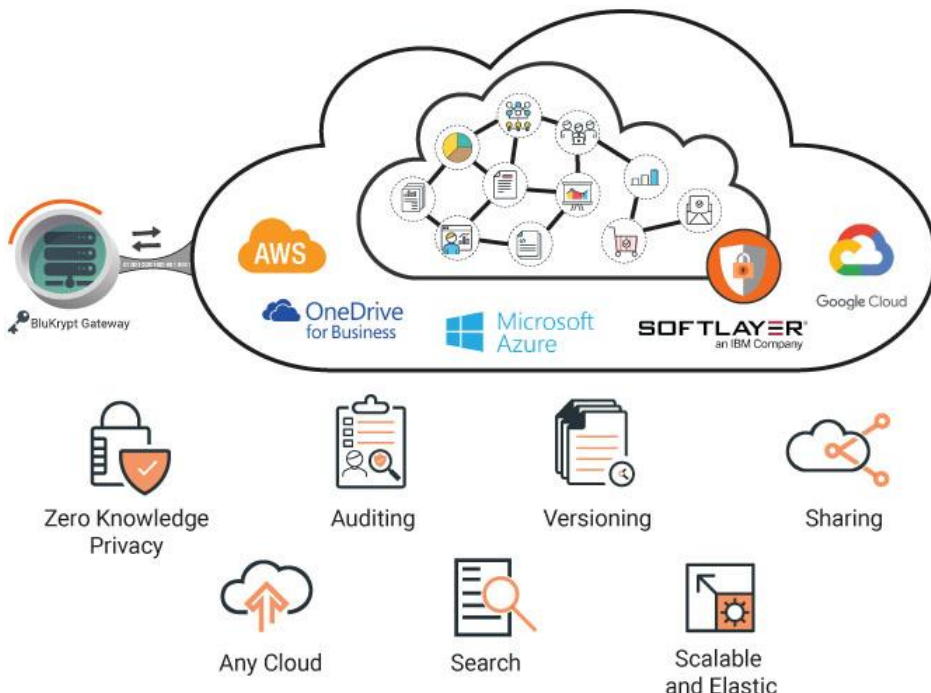 AWS
BluKrypt Gateway
OneDrive
for Business
Microsoft
Azure
SOFTLAYER®
an IBM Company
Google Cloud
Zero Knowledge
Privacy
Auditing
Versioning
Sharing
Any Cloud
Search
Scalable
and Elastic